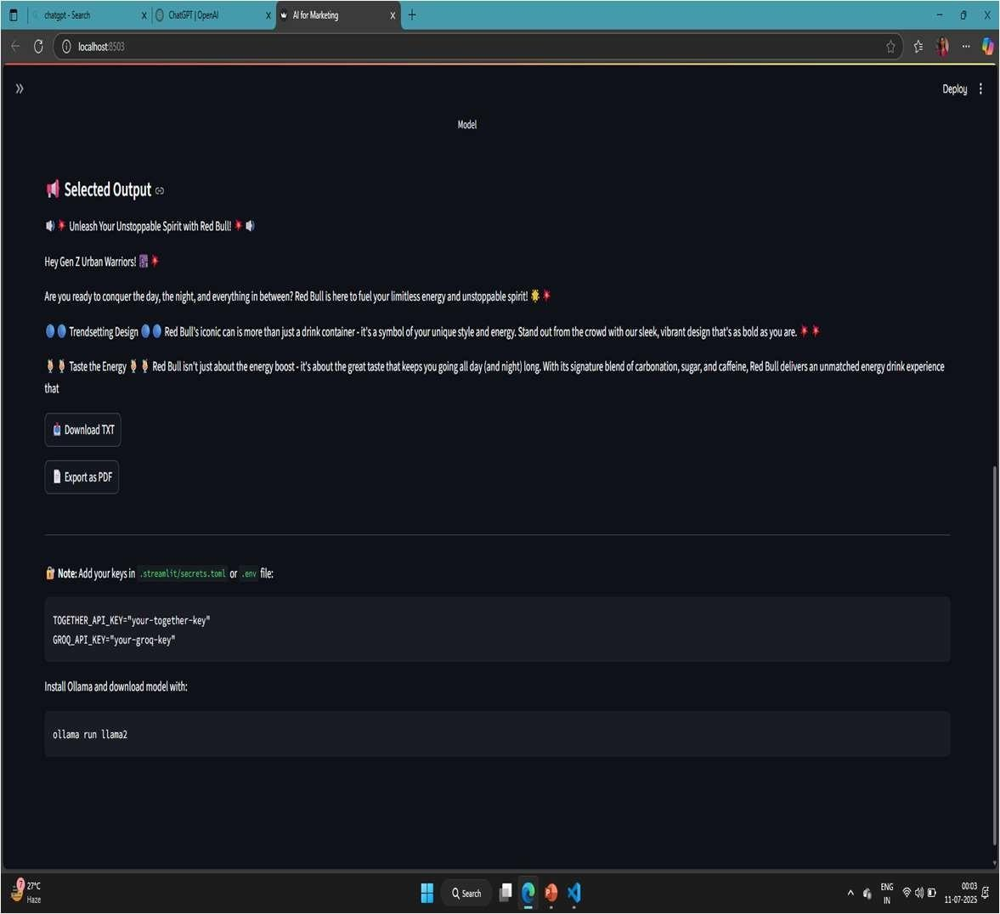 chatgpt - Search
ChatGPT | OpenAI
AI for Marketing
localhost:8503
Deploy
Model
Selected Output
Unleash Your Unstoppable Spirit with Red Bull!
Hey Gen Z Urban Warriors!
Are you ready to conquer the day, the night, and everything in between? Red Bull is here to fuel your limitless energy and unstoppable spirit!
Trendsetting Design Red Bull's iconic can is more than just a drink container - it's a symbol of your unique style and energy. Stand out from the crowd with our sleek, vibrant design that's as bold as you are.
Taste the Energy Red Bull isn't just about the energy boost - it's about the great taste that keeps you going all day (and night) long. With its signature blend of carbonation, sugar, and caffeine, Red Bull delivers an unmatched energy drink experience
that
Download TXT
Export as PDF
Note: Add your keys in .streamlit/secrets.toml or .env file:
TOGETHER_API_KEY="your-together-key"
GROQ_API_KEY="your-groq-key"
Install Ollama and download model with:
ollama run llama2
7
27°C
Haze
Search
ENG
IN
00:03
11-07-2025